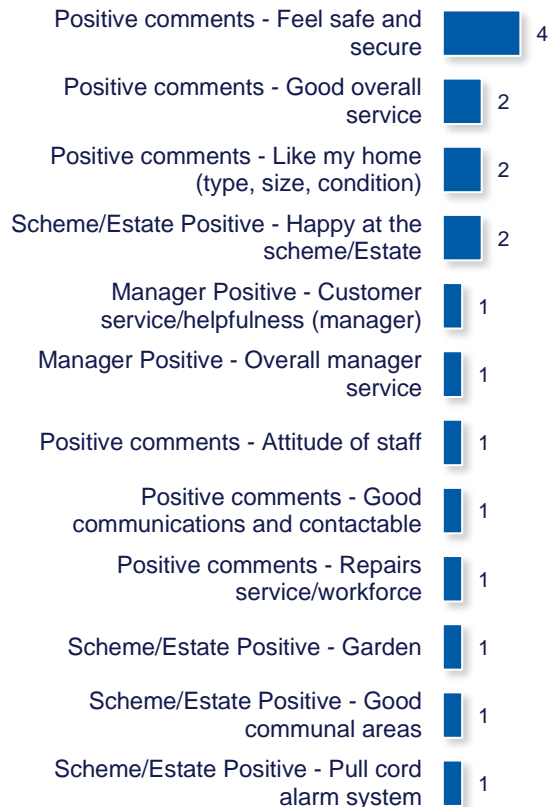 Positive comments - Feel safe and
secure
4
Positive comments - Good overall
service
2
Positive comments - Like my home
(type, size, condition)
2
Scheme/Estate Positive - Happy at the
scheme/Estate
2
Manager Positive - Customer
service/helpfulness (manager)
1
Manager Positive - Overall manager
service
1
Positive comments - Attitude of staff
1
Positive comments - Good
communications and contactable
1
Positive comments - Repairs
service/workforce
1
Scheme/Estate Positive - Garden
1
Scheme/Estate Positive - Good
communal areas
1
Scheme/Estate Positive - Pull cord
alarm system
1